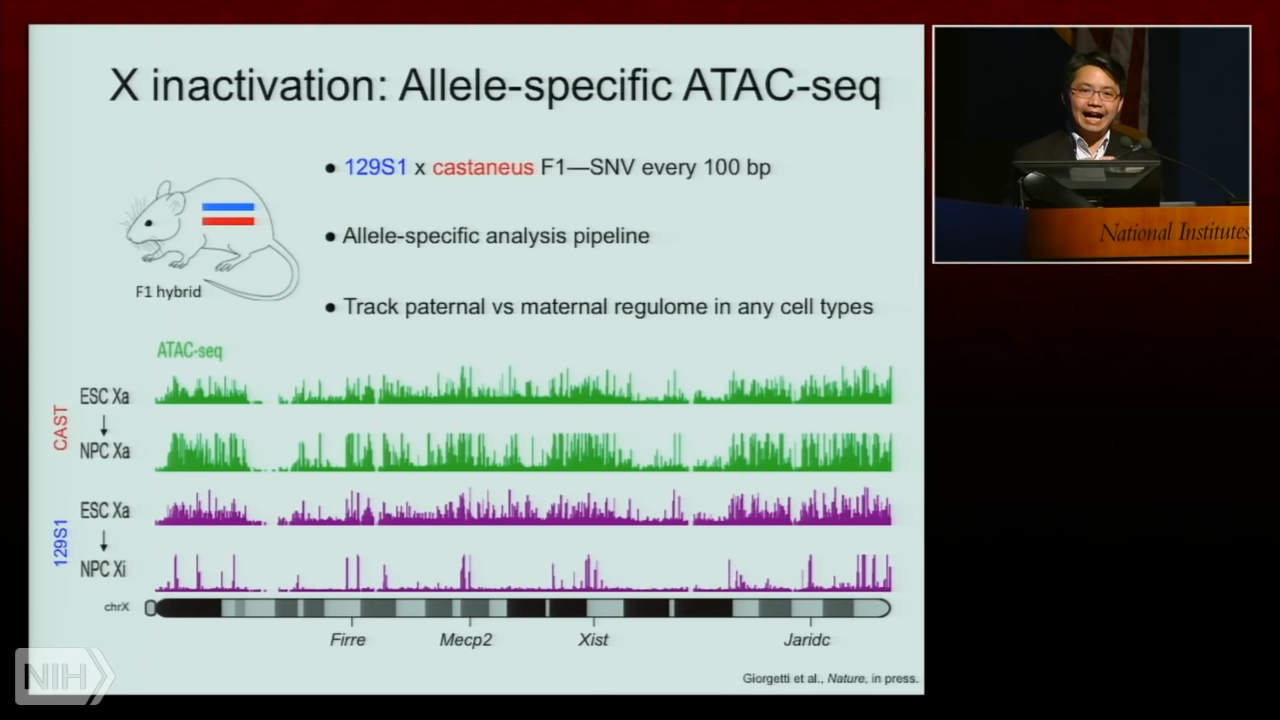 X inactivation: Allele-specific ATAC-seq
● 129S1 x castaneus F1—SNV every 100 bp
● Allele-specific analysis pipeline
● Track paternal vs maternal regulome in any cell types
F1 hybrid
ATAC-seq
CAST
ESC Xa
NPC Xa
129S1
ESC Xa
NPC Xi
chrX
Firre
Mecp2
Xist
Jaridc
Giorgetti et al., Nature, in press.
National Institutes
NIH